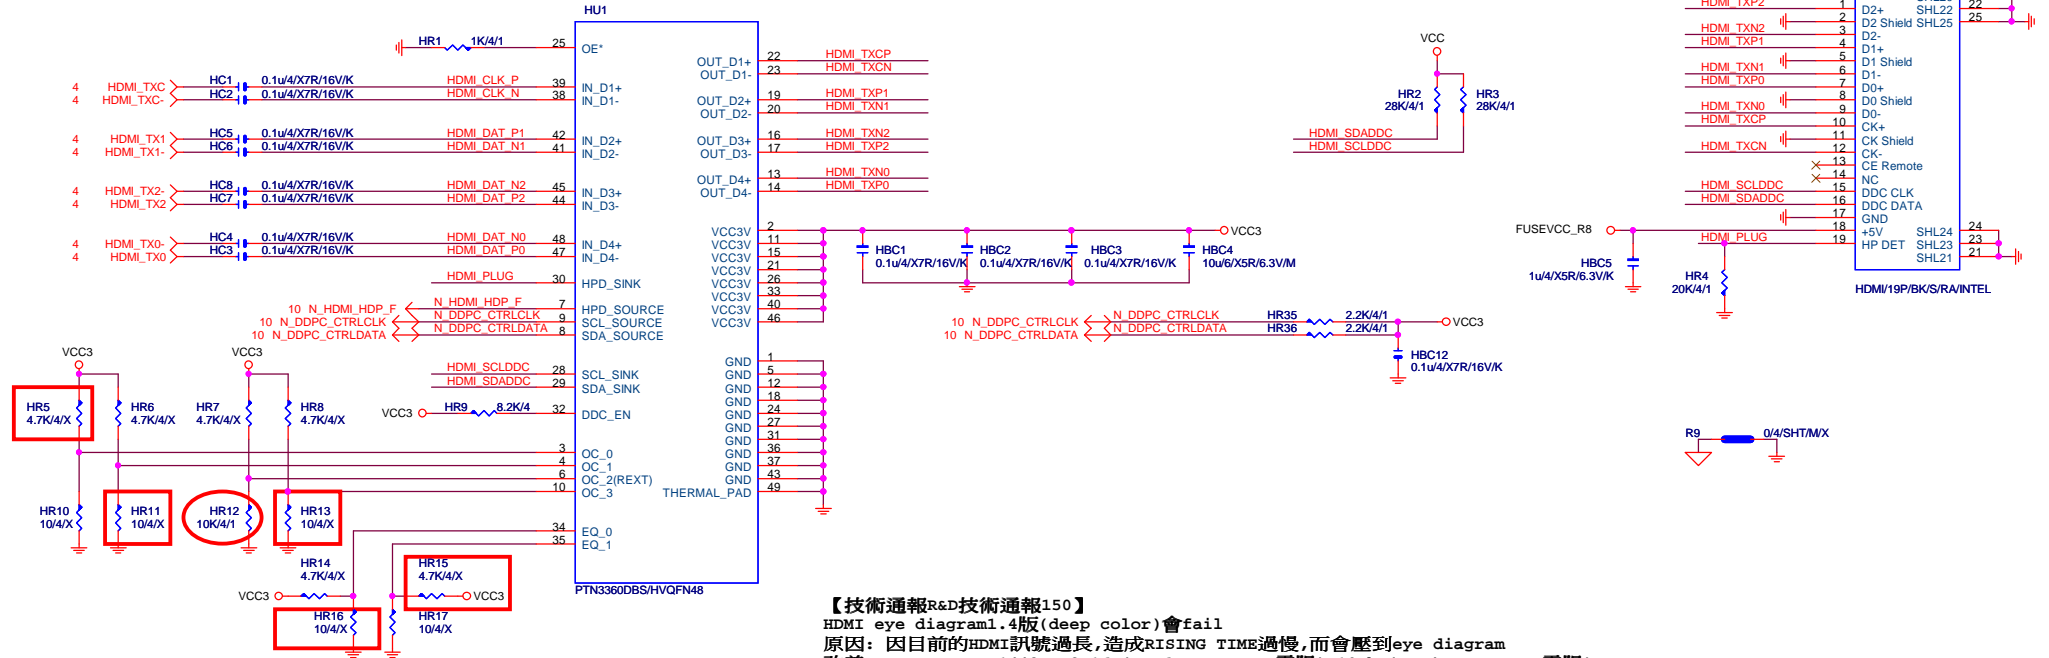 HU1
HR1 1K/4/1 25 OE*
4 HDMI_TXC HC1 0.1u/4/X7R/16V/K HDMI_CLK_P 39 IN_D1+
4 HDMI_TXC- HC2 0.1u/4/X7R/16V/K HDMI_CLK_N 38 IN_D1-
4 HDMI_TX1 HC5 0.1u/4/X7R/16V/K HDMI_DAT_P1 42 IN_D2+
4 HDMI_TX1- HC6 0.1u/4/X7R/16V/K HDMI_DAT_N1 41 IN_D2-
4 HDMI_TX2- HC8 0.1u/4/X7R/16V/K HDMI_DAT_N2 45 IN_D3+
4 HDMI_TX2 HC7 0.1u/4/X7R/16V/K HDMI_DAT_P2 44 IN_D3-
4 HDMI_TX0- HC4 0.1u/4/X7R/16V/K HDMI_DAT_N0 48 IN_D4+
4 HDMI_TX0 HC3 0.1u/4/X7R/16V/K HDMI_DAT_P0 47 IN_D4-
HDMI_PLUG 30 HPD_SINK
10 N_HDMI_HDP_F N_HDMI_HDP_F 7 HPD_SOURCE
10 N_DDPC_CTRLCLK N_DDPC_CTRLCLK 9 SCL_SOURCE
10 N_DDPC_CTRLDATA N_DDPC_CTRLDATA 8 SDA_SOURCE
HDMI_SCLDDC 28 SCL_SINK
HDMI_SDADDC 29 SDA_SINK
VCC3 HR9 8.2K/4 32 DDC_EN
VCC3 VCC3
HR5 HR6 HR7 HR8
4.7K/4/X 4.7K/4/X 4.7K/4/X 4.7K/4/X
3 OC_0
4 OC_1
6 OC_2(REXT)
10 OC_3
HR10 HR11 HR12 HR13
10/4/X 10/4/X 10K/4/1 10/4/X
34 EQ_0
35 EQ_1
HR14 HR15
4.7K/4/X 4.7K/4/X
VCC3 VCC3
HR16 HR17
10/4/X 10/4/X
PTN3360DBS/HVQFN48
OUT_D1+ 22 HDMI_TXCP
OUT_D1- 23 HDMI_TXCN
OUT_D2+ 19 HDMI_TXP1
OUT_D2- 20 HDMI_TXN1
OUT_D3+ 16 HDMI_TXN2
OUT_D3- 17 HDMI_TXP2
OUT_D4+ 13 HDMI_TXN0
OUT_D4- 14 HDMI_TXP0
VCC3V 2
VCC3V 11
VCC3V 15
VCC3V 21
VCC3V 26
VCC3V 33
VCC3V 40
VCC3V 46
GND 1
GND 5
GND 12
GND 18
GND 24
GND 27
GND 31
GND 36
GND 37
GND 43
THERMAL_PAD 49
VCC3
HBC1 HBC2 HBC3 HBC4
0.1u/4/X7R/16V/K 0.1u/4/X7R/16V/K 0.1u/4/X7R/16V/K 10u/6/X5R/6.3V/M
VCC
HR2 HR3
28K/4/1 28K/4/1
HDMI_SDADDC
HDMI_SCLDDC
10 N_DDPC_CTRLCLK N_DDPC_CTRLCLK HR35 2.2K/4/1 VCC3
10 N_DDPC_CTRLDATA N_DDPC_CTRLDATA HR36 2.2K/4/1
HBC12
0.1u/4/X7R/16V/K
HDMI_TXP2 1 D2+ SHL22 22
2 D2 Shield SHL25 25
HDMI_TXN2 3 D2-
HDMI_TXP1 4 D1+
5 D1 Shield
HDMI_TXN1 6 D1-
HDMI_TXP0 7 D0+
8 D0 Shield
HDMI_TXN0 9 D0-
HDMI_TXCP 10 CK+
11 CK Shield
HDMI_TXCN 12 CK-
13 CE Remote
14 NC
HDMI_SCLDDC 15 DDC CLK
HDMI_SDADDC 16 DDC DATA
17 GND
FUSEVCC_R8 18 +5V SHL24 24
HDMI_PLUG 19 HP DET SHL23 23
SHL21 21
HBC5
1u/4/X5R/6.3V/K
HR4
20K/4/1
HDMI/19P/BK/S/RA/INTEL
R9 0/4/SHT/M/X
【技術通報R&D技術通報150】
HDMI eye diagram1.4版(deep color)會fail
原因: 因目前的HDMI訊號過長,造成RISING TIME過慢,而會壓到eye diagram